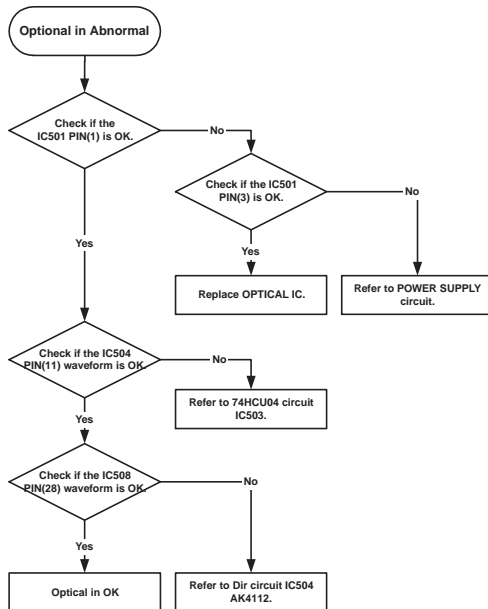 Optional in Abnormal
Check if the
IC501 PIN(1) is OK.
No
Check if the IC501
PIN(3) is OK.
No
Yes
Yes
Replace OPTICAL IC.
Refer to POWER SUPPLY
circuit.
Check if the IC504
PIN(11) waveform is OK.
No
Refer to 74HCU04 circuit
IC503.
Yes
Check if the IC508
PIN(28) waveform is OK.
No
Yes
Optical in OK
Refer to Dir circuit IC504
AK4112.